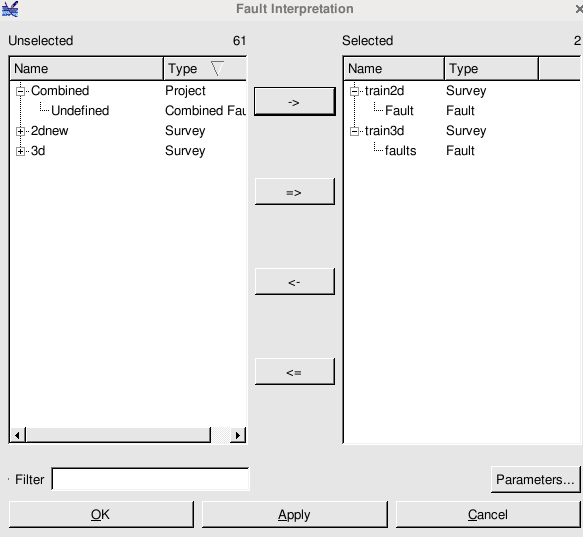 Fault Interpretation
Unselected 61
Selected 2
Name Type
Combined Project
Undefined Combined Fau
2dnew Survey
3d Survey
->
=>
<-
<=
Name Type
train2d Survey
Fault Fault
train3d Survey
faults Fault
Filter
Parameters...
OK Apply Cancel